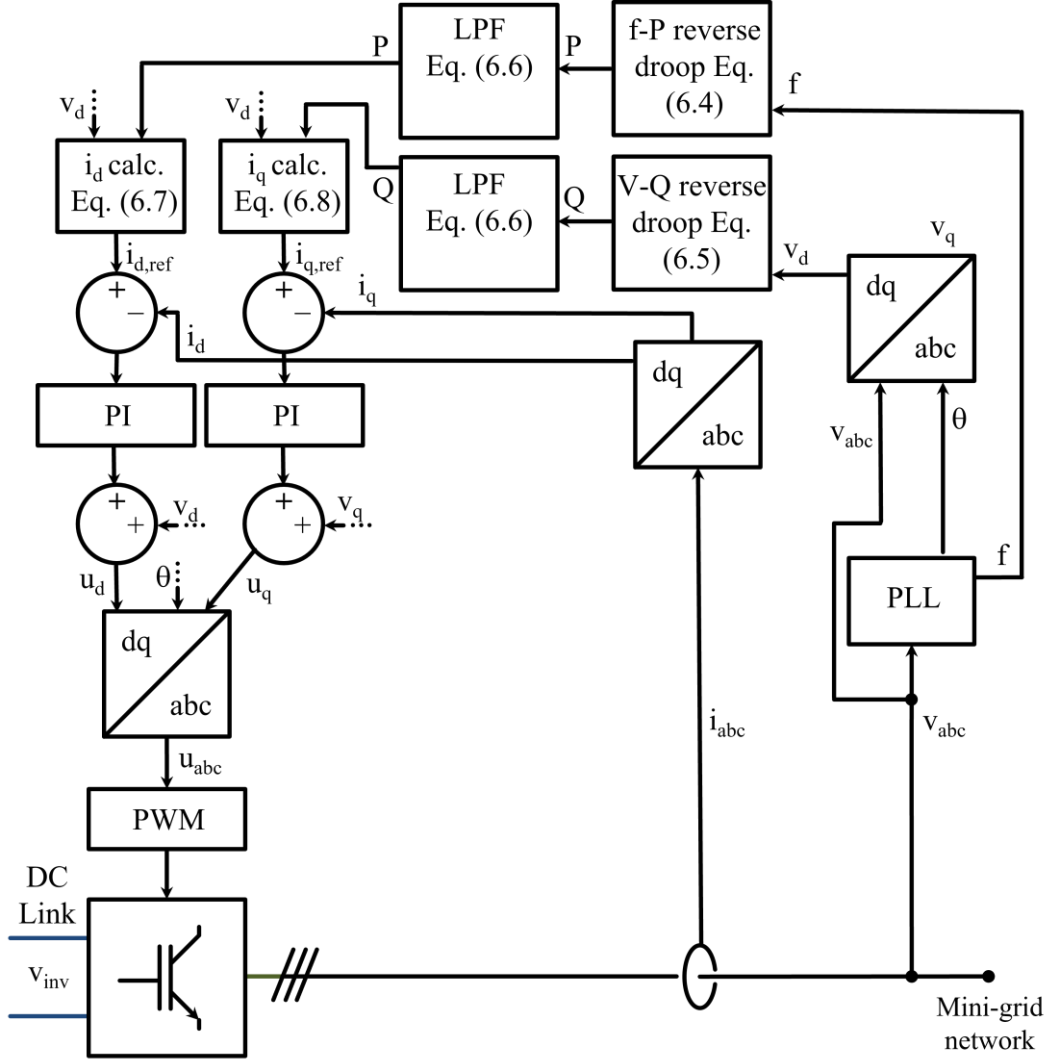 LPF
Eq. (6.6)
f-P reverse
droop Eq.
(6.4)
P
P
f
v_d
v_d
i_d calc.
Eq. (6.7)
i_q calc.
Eq. (6.8)
Q
LPF
Eq. (6.6)
Q
V-Q reverse
droop Eq.
(6.5)
v_d
v_q
dq
abc
i_d,ref
i_q,ref
+
−
+
−
i_q
i_d
dq
abc
v_abc
θ
PI
PI
+
+
v_d
+
+
v_q
u_d
θ
u_q
f
PLL
dq
abc
i_abc
v_abc
u_abc
PWM
DC
Link
v_inv
Mini-grid
network